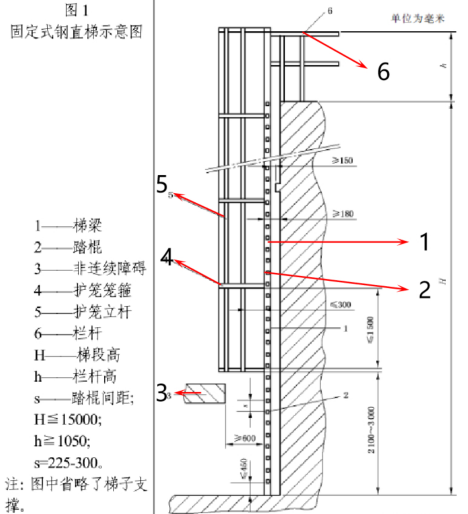 图 1
固定式钢直梯示意图
1——梯梁
2——踏棍
3——非连续障碍
4——护笼笼箍
5——护笼立杆
6——栏杆
H——梯段高
h——栏杆高
s——踏棍间距;
H≦15000;
h≧1050;
s=225-300。
注: 图中省略了梯子支
撑。
单位为毫米
6
6
h
≥150
5
5
≥180
1
4
2
H
≤300
≤1500
1
3
3
s
2
≥600
2100~3000
≤450